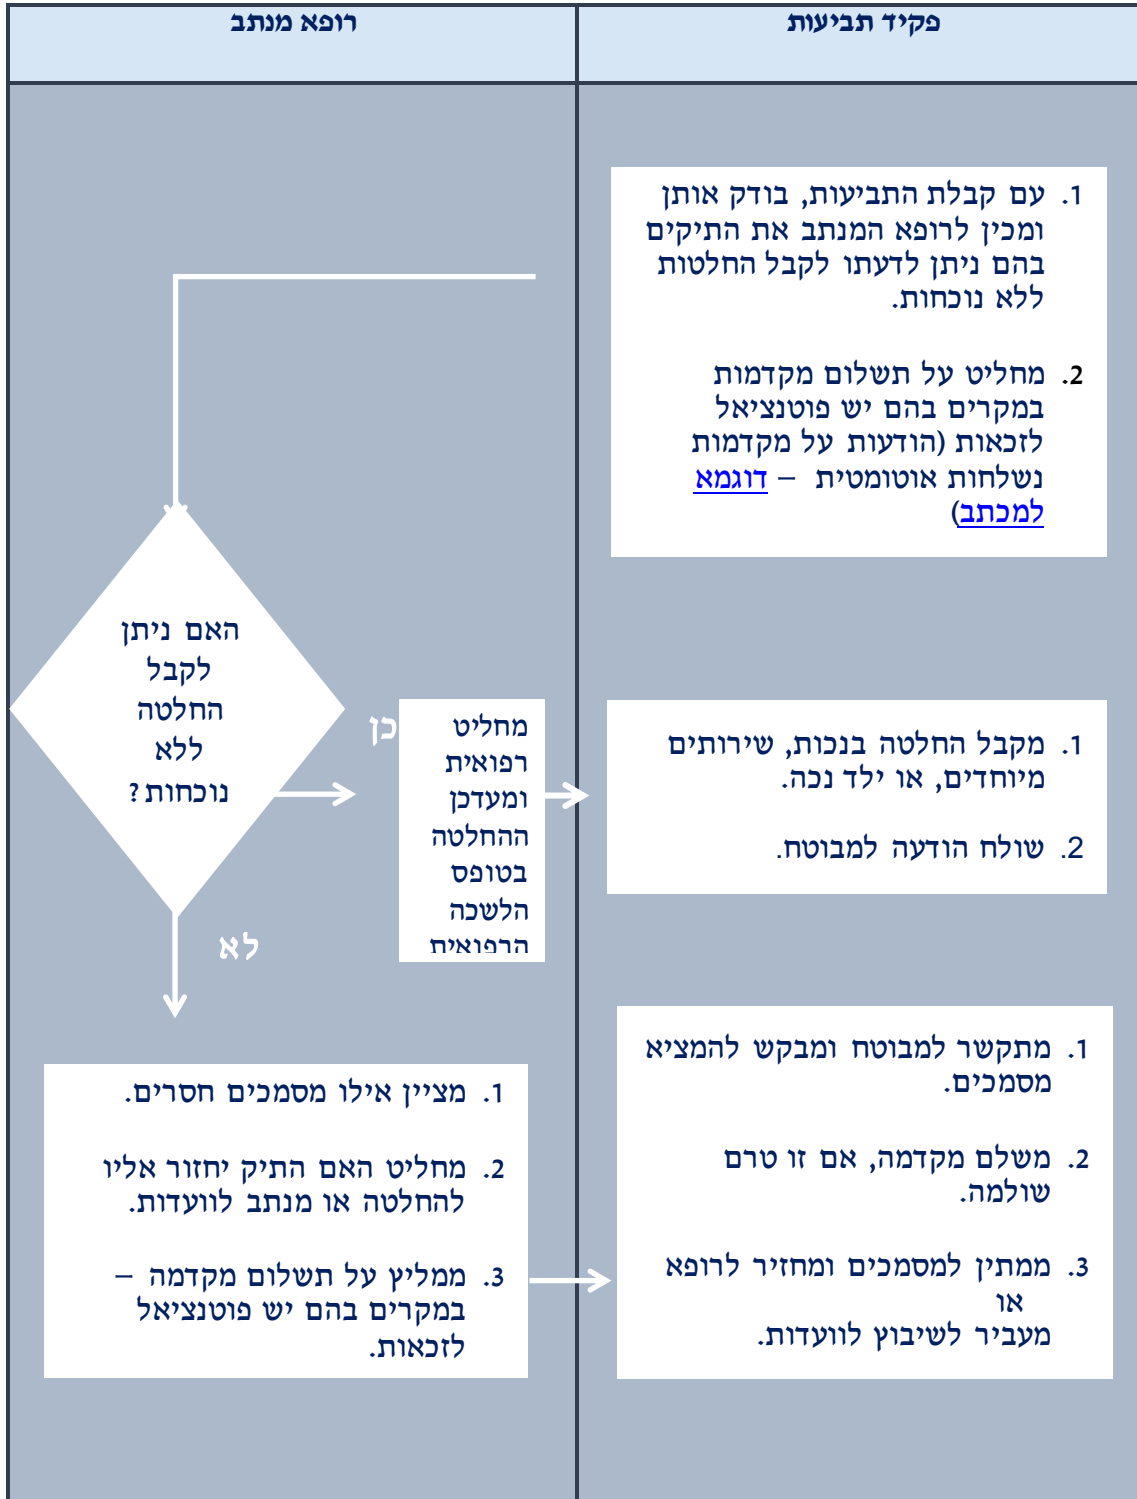 פקיד תביעות
רופא מנתב
1. עם קבלת התביעות, בודק אותן
ומכין לרופא המנתב את התיקים
בהם ניתן לדעתו לקבל החלטות
ללא נוכחות.
2. מחליט על תשלום מקדמות
במקרים בהם יש פוטנציאל
לזכאות (הודעות על מקדמות
נשלחות אוטומטית – דוגמא
למכתב)
האם ניתן
לקבל
החלטה
ללא
נוכחות?
כן
מחליט
רפואית
ומעדכן
ההחלטה
בטופס
הלשכה
הרפואית
1. מקבל החלטה בנכות, שירותים
מיוחדים, או ילד נכה.
2. שולח הודעה למבוטח.
לא
1. מציין אילו מסמכים חסרים.
2. מחליט האם התיק יחזור אליו
להחלטה או מנתב לוועדות.
3. ממליץ על תשלום מקדמה –
במקרים בהם יש פוטנציאל
לזכאות.
1. מתקשר למבוטח ומבקש להמציא
מסמכים.
2. משלם מקדמה, אם זו טרם
שולמה.
3. ממתין למסמכים ומחזיר לרופא
או
מעביר לשיבוץ לוועדות.